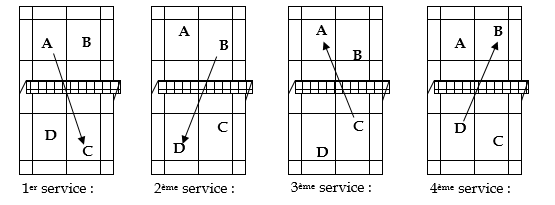 A B
D C
1er service :
A B
C D
2ème service :
A B
C D
3ème service :
A B
D C
4ème service :